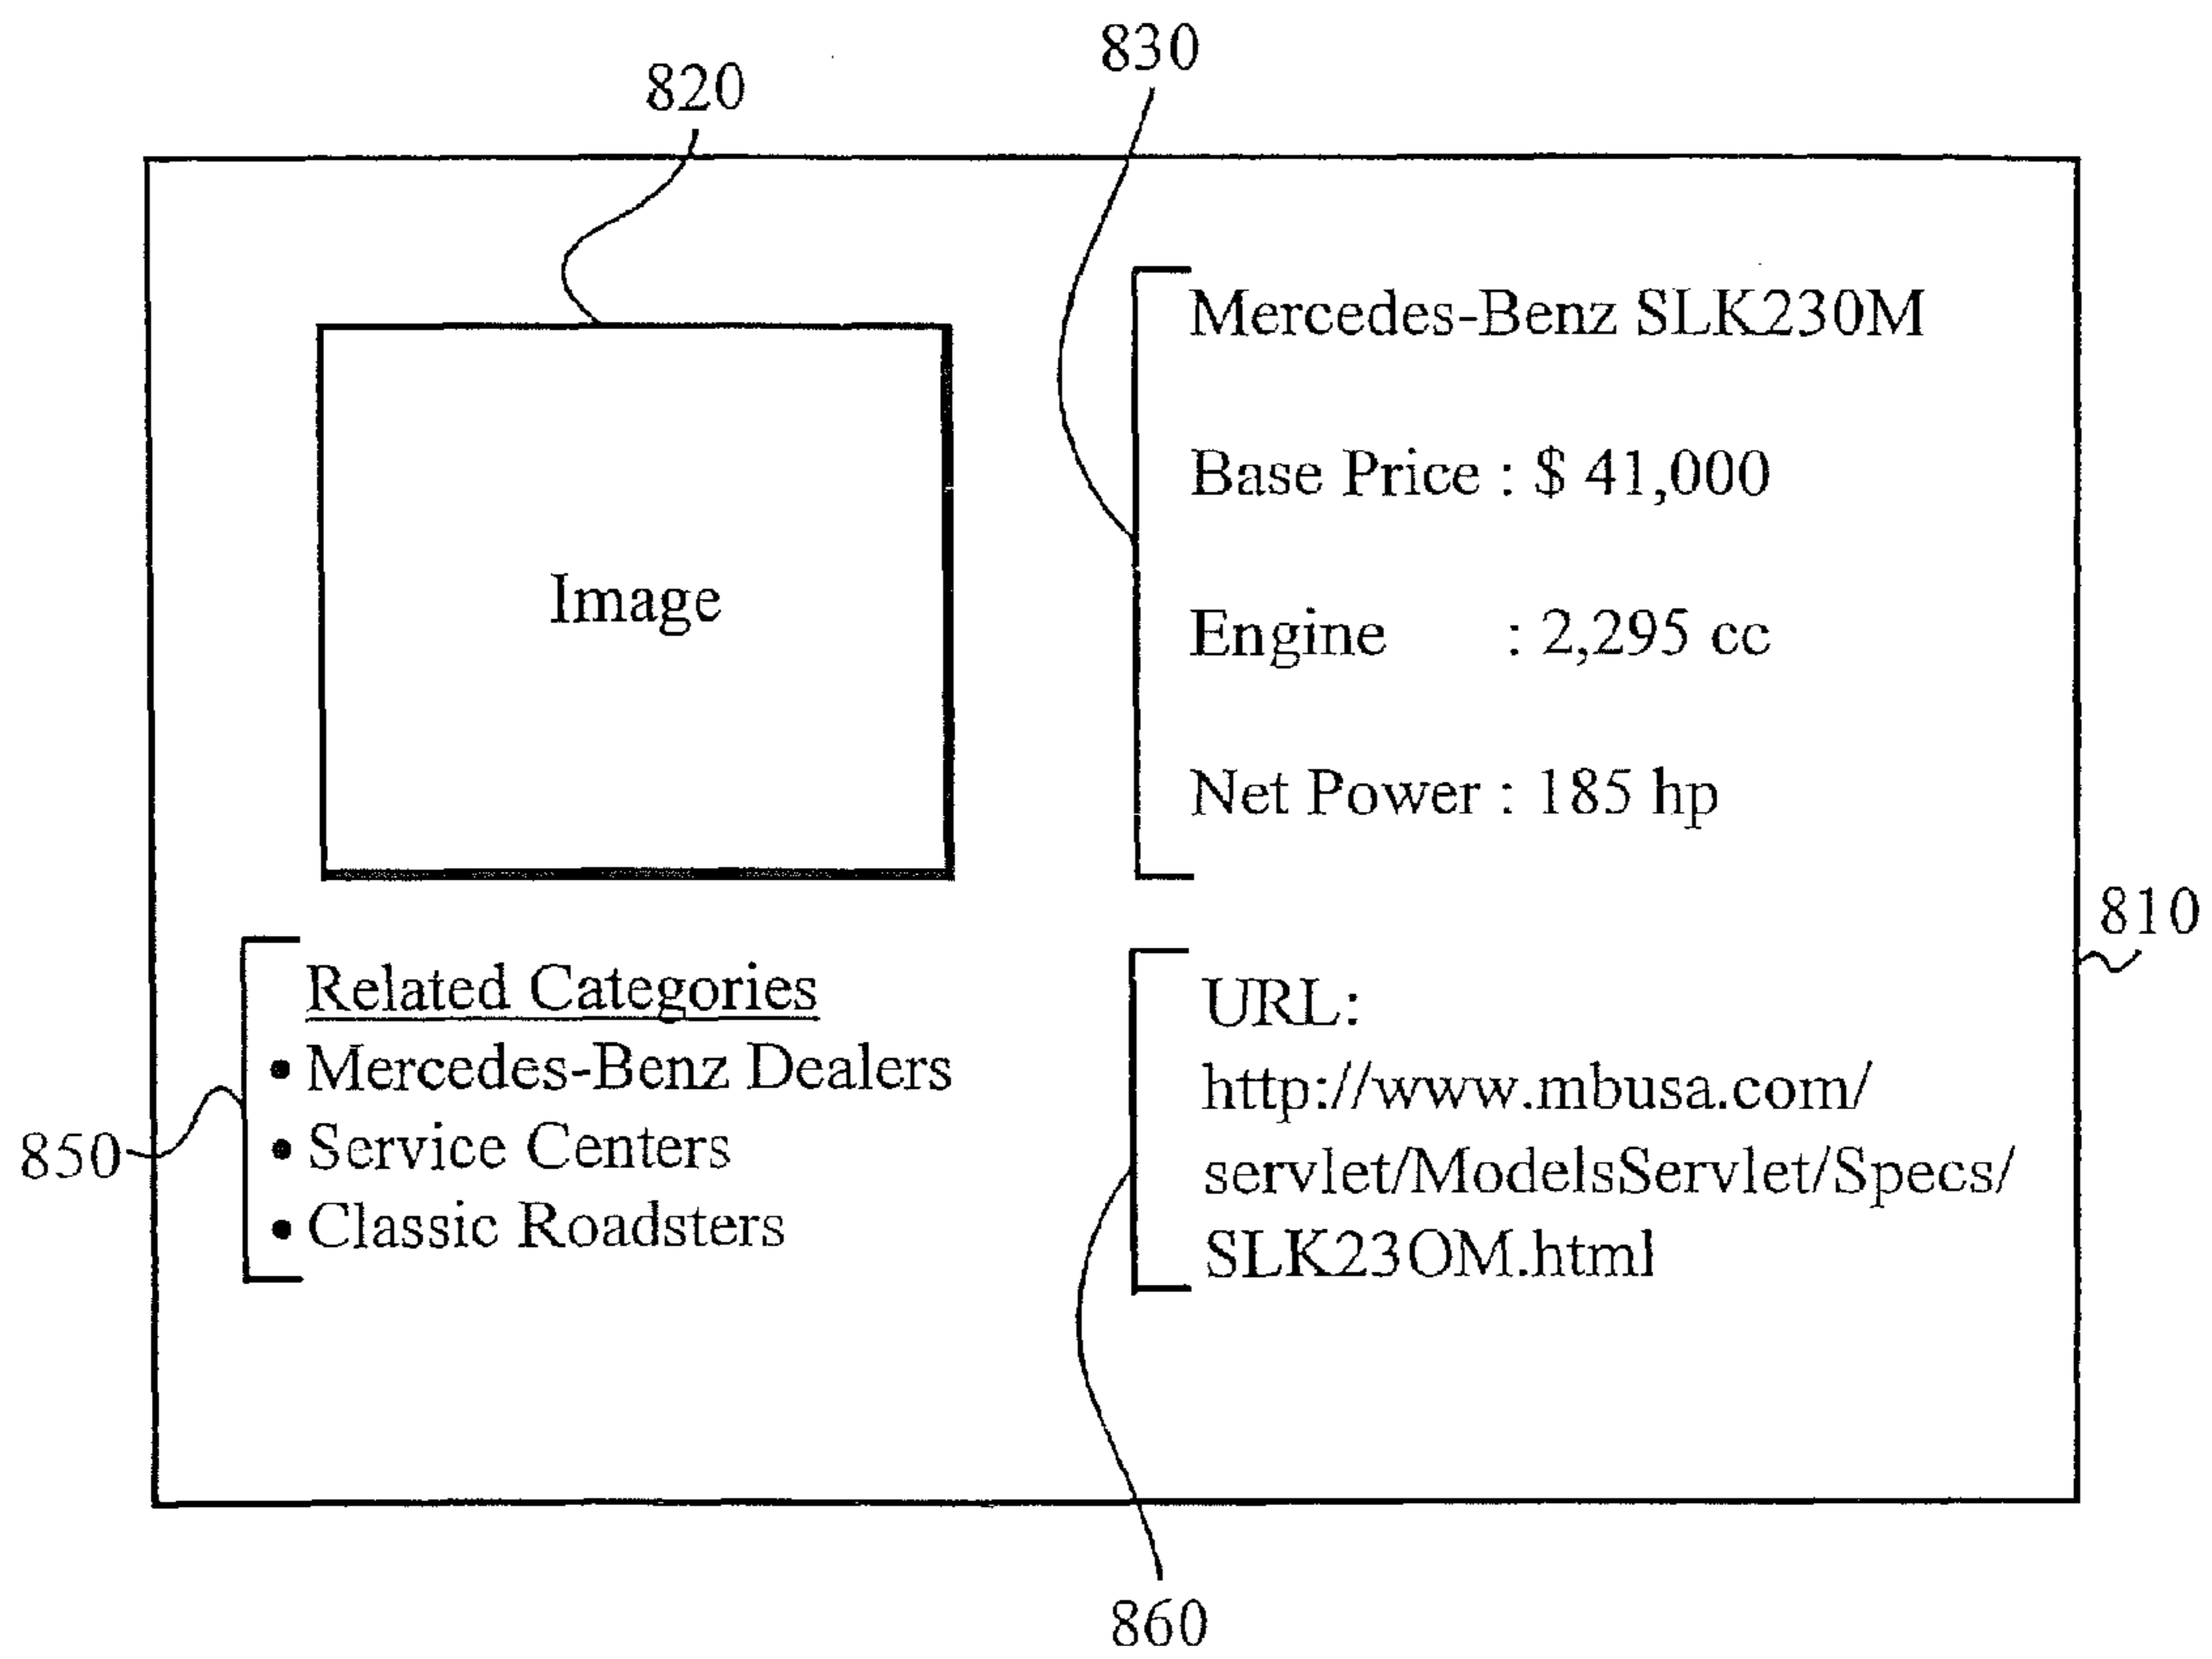 830
820
Mercedes-Benz SLK230M
Base Price : $ 41,000
Image
Engine : 2,295 cc
Net Power : 185 hp
810
Related Categories
• Mercedes-Benz Dealers
• Service Centers
• Classic Roadsters
850
URL:
http://www.mbusa.com/
servlet/ModelsServlet/Specs/
SLK23OM.html
860